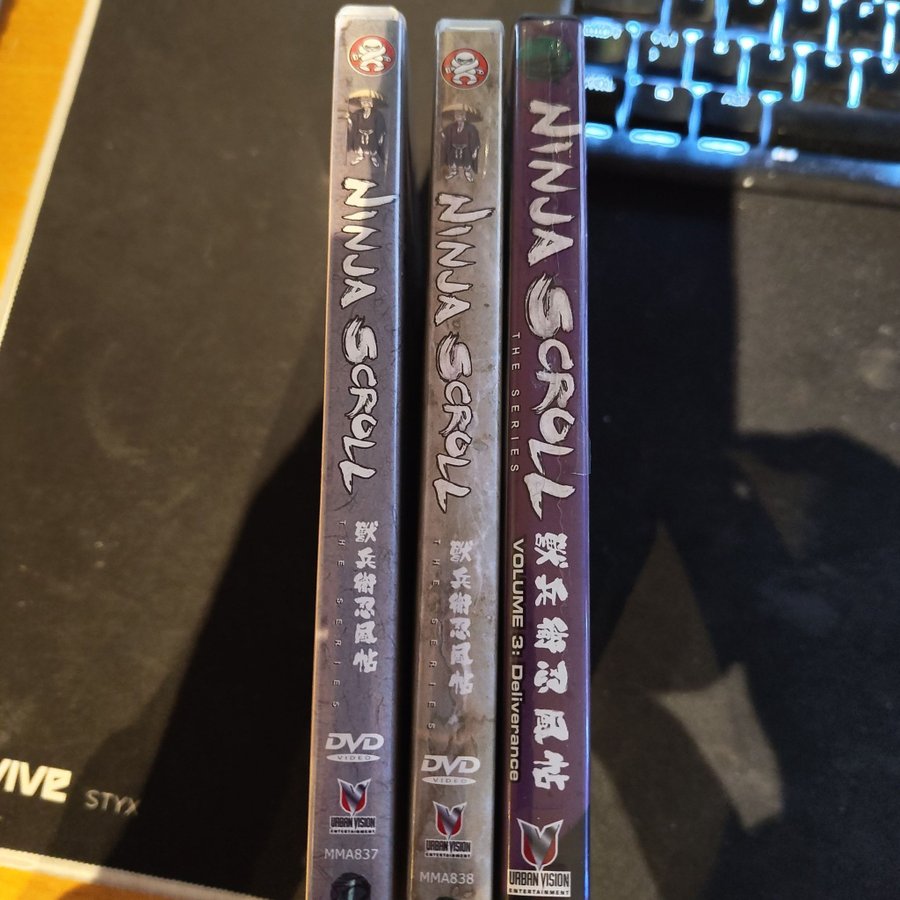 NINJA SCROLL
THE SERIES
獣兵衛忍風帖
DVD
VIDEO
URBAN VISION
ENTERTAINMENT
MMA837
NINJA SCROLL
THE SERIES
獣兵衛忍風帖
DVD
VIDEO
URBAN VISION
ENTERTAINMENT
MMA838
NINJA SCROLL
THE SERIES
VOLUME 3: Deliverance
獣兵衛忍風帖
URBAN VISION
ENTERTAINMENT
STYX